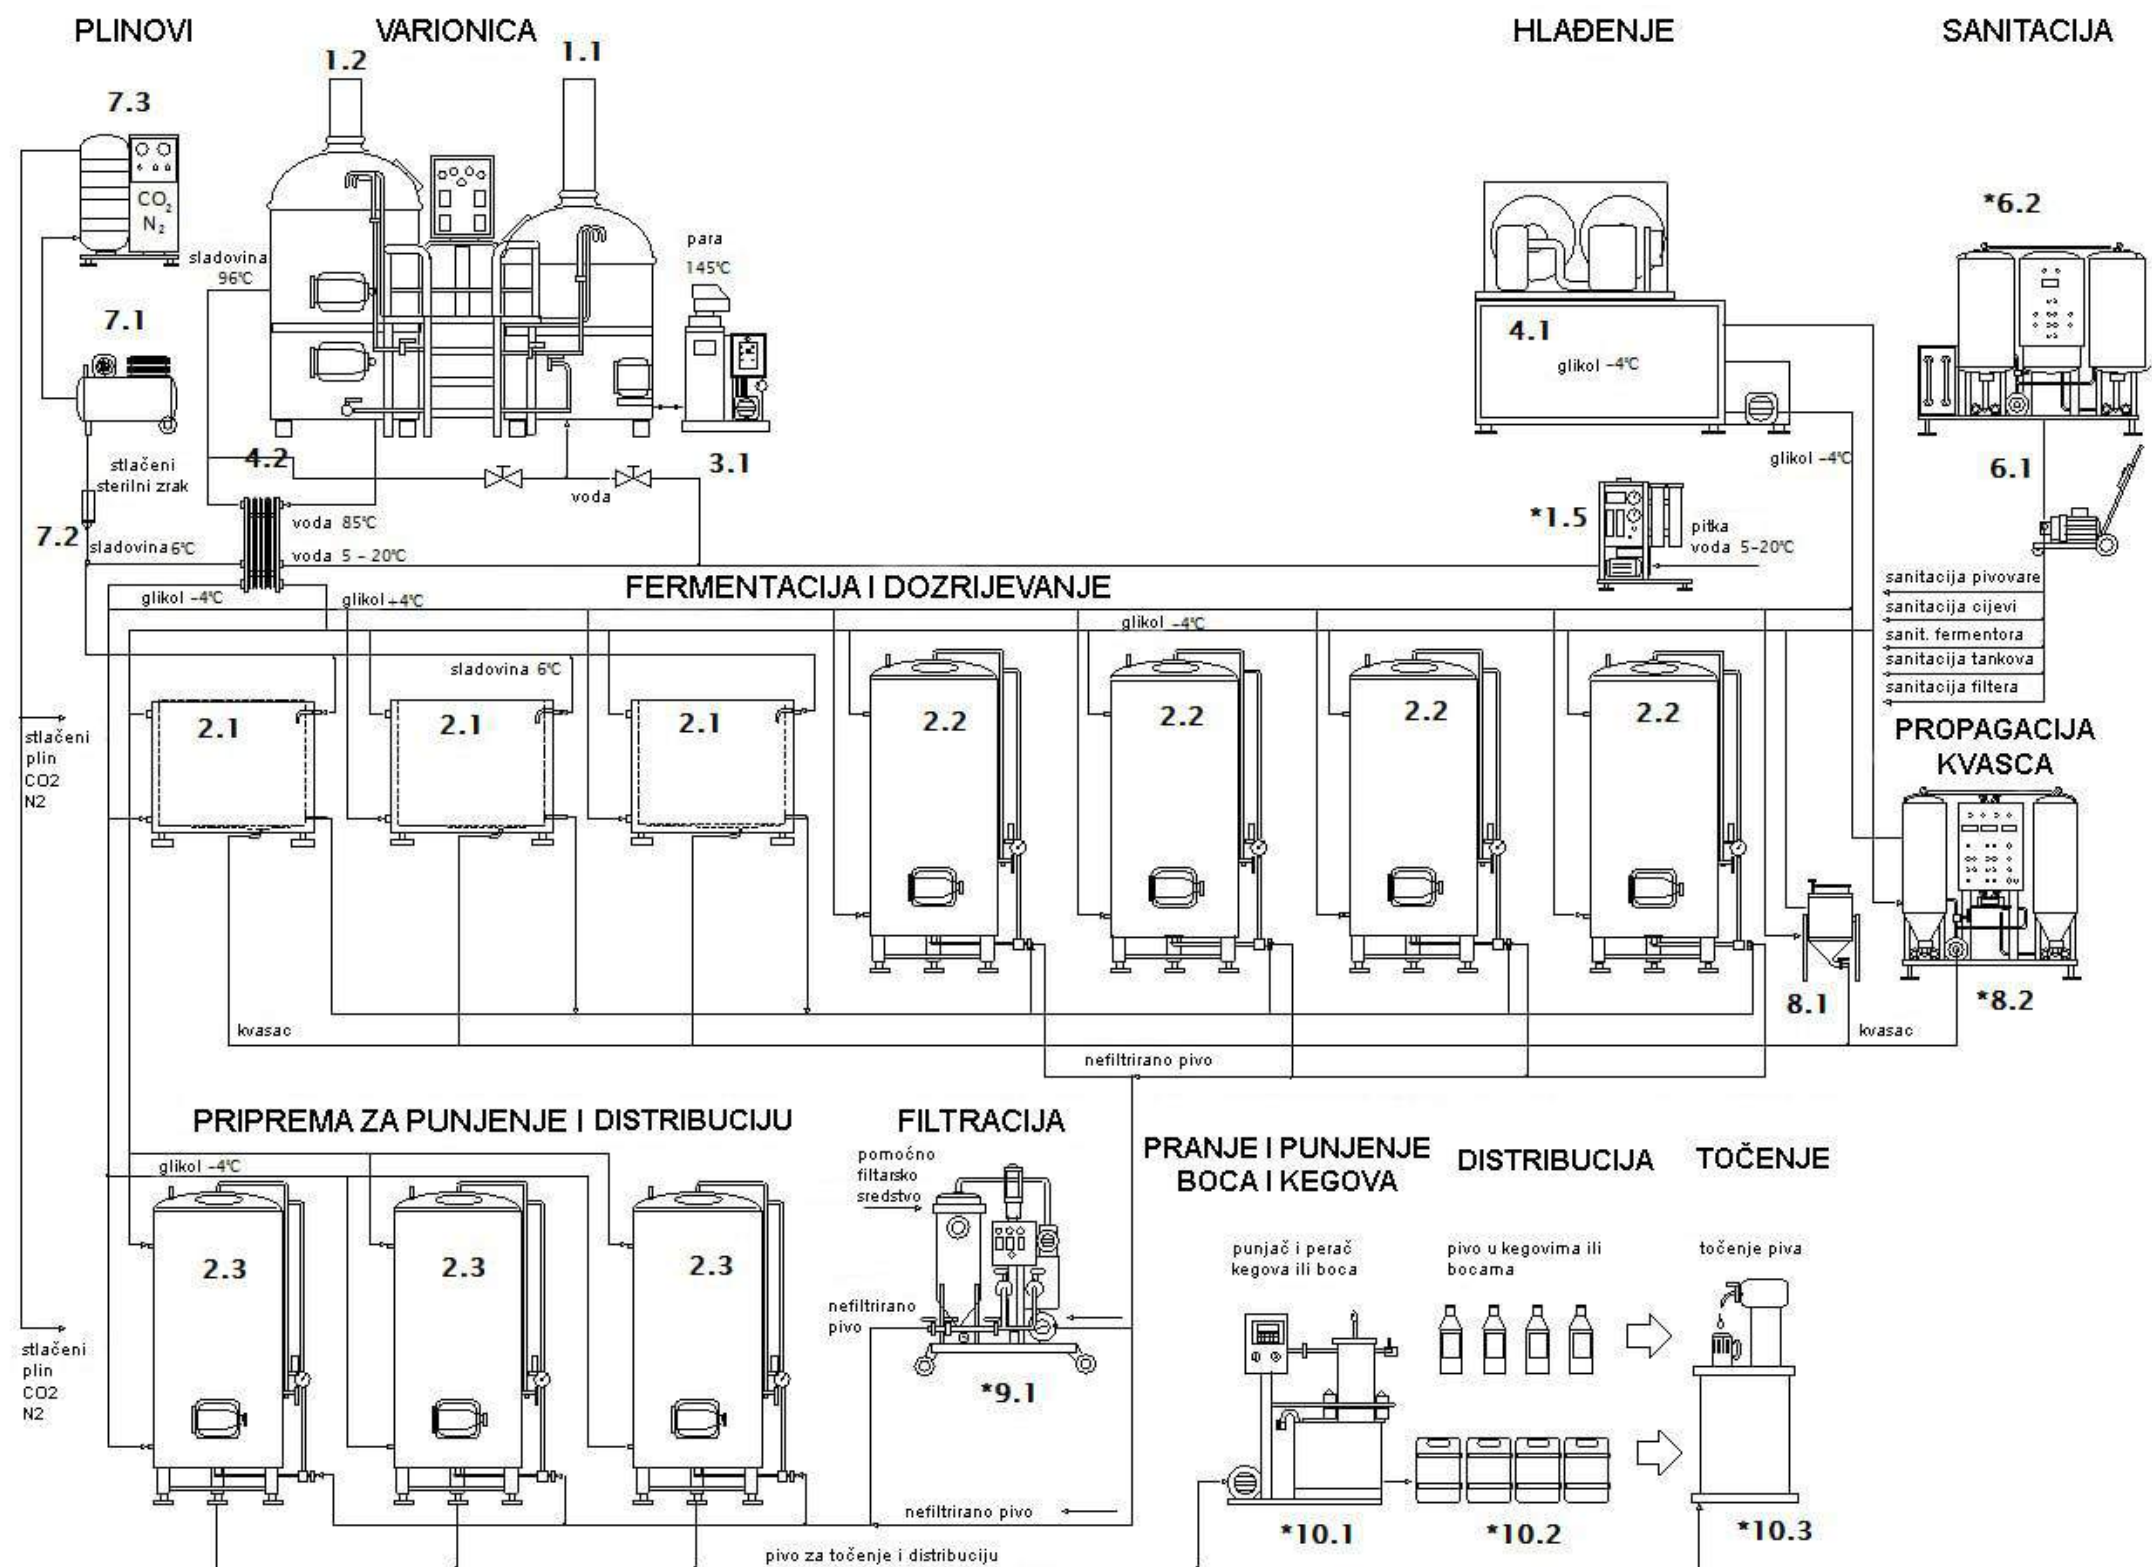 PLINOVI
VARIONICA
HLAĐENJE
SANITACIJA
1.2
1.1
7.3
CO2
N2
sladovina
96°C
para
145°C
*6.2
7.1
4.1
glikol -4°C
stlačeni
sterilni zrak
4.2
voda
3.1
glikol -4°C
6.1
7.2
voda 85°C
sladovina 6°C
voda 5 - 20°C
*1.5
pitka
voda 5-20°C
FERMENTACIJA I DOZRIJEVANJE
glikol -4°C
glikol +4°C
glikol -4°C
sanitacija pivovare
sanitacija cijevi
sanit. fermentora
sanitacija tankova
sanitacija filtera
sladovina 6°C
2.1
2.1
2.1
2.2
2.2
2.2
2.2
stlačeni
plin
CO2
N2
PROPAGACIJA
KVASCA
8.1
*8.2
kvasac
kvasac
nefiltrirano pivo
PRIPREMA ZA PUNJENJE I DISTRIBUCIJU
FILTRACIJA
PRANJE I PUNJENJE
BOCA I KEGOVA
DISTRIBUCIJA
TOČENJE
glikol -4°C
pomoćno
filtarsko
sredstvo
2.3
2.3
2.3
punjač i perač
kegova ili boca
pivo u kegovima ili
bocama
točenje piva
nefiltrirano
pivo
stlačeni
plin
CO2
N2
*9.1
nefiltrirano pivo
*10.1
*10.2
*10.3
pivo za točenje i distribuciju